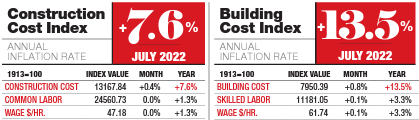 Construction
Cost Index
ANNUAL
INFLATION RATE
+7.6%
JULY 2022
1913=100 INDEX VALUE MONTH YEAR
CONSTRUCTION COST 13167.84 +0.4% +7.6%
COMMON LABOR 24560.73 0.0% +1.3%
WAGE $/HR. 47.18 0.0% +1.3%
Building
Cost Index
ANNUAL
INFLATION RATE
+13.5%
JULY 2022
1913=100 INDEX VALUE MONTH YEAR
BUILDING COST 7950.39 +0.8% +13.5%
SKILLED LABOR 11181.05 +0.1% +3.3%
WAGE $/HR. 61.74 +0.1% +3.3%